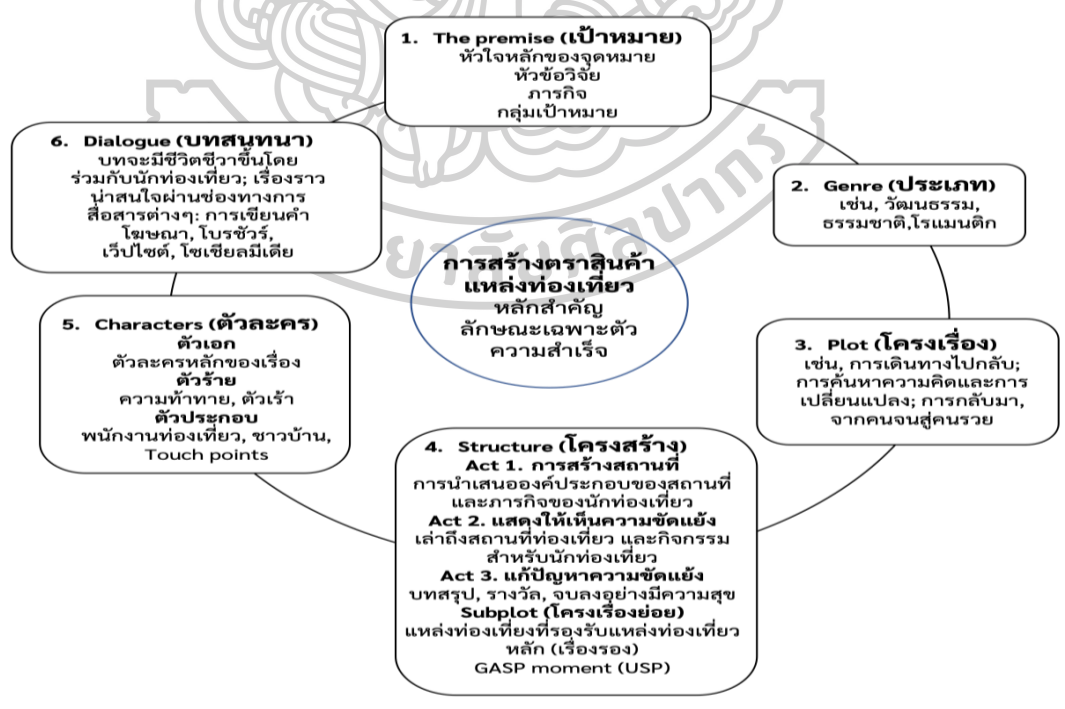 1. The premise (เป้าหมาย)
หัวใจหลักของจุดหมาย
หัวข้อวิจัย
ภารกิจ
กลุ่มเป้าหมาย
2. Genre (ประเภท)
เช่น, วัฒนธรรม,
ธรรมชาติ,โรแมนติก
3. Plot (โครงเรื่อง)
เช่น, การเดินทางไปกลับ;
การค้นหาความคิดและการ
เปลี่ยนแปลง; การกลับมา,
จากคนจนสู่คนรวย
4. Structure (โครงสร้าง)
Act 1. การสร้างสถานที่
การนำเสนอองค์ประกอบของสถานที่
และภารกิจของนักท่องเที่ยว
Act 2. แสดงให้เห็นความขัดแย้ง
เล่าถึงสถานที่ท่องเที่ยว และกิจกรรม
สำหรับนักท่องเที่ยว
Act 3. แก้ปัญหาความขัดแย้ง
บทสรุป, รางวัล, จบลงอย่างมีความสุข
Subplot (โครงเรื่องย่อย)
แหล่งท่องเที่ยงที่รองรับแหล่งท่องเที่ยว
หลัก (เรื่องรอง)
GASP moment (USP)
5. Characters (ตัวละคร)
ตัวเอก
ตัวละครหลักของเรื่อง
ตัวร้าย
ความท้าทาย, ตัวเร้า
ตัวประกอบ
พนักงานท่องเที่ยว, ชาวบ้าน,
Touch points
6. Dialogue (บทสนทนา)
บทจะมีชีวิตชีวาขึ้นโดย
ร่วมกับนักท่องเที่ยว; เรื่องราว
น่าสนใจผ่านช่องทางการ
สื่อสารต่างๆ: การเขียนคำ
โฆษณา, โบรชัวร์,
เว็ปไซต์, โซเชียลมีเดีย
การสร้างตราสินค้า
แหล่งท่องเที่ยว
หลักสำคัญ
ลักษณะเฉพาะตัว
ความสำเร็จ
ยาลัยศิลปากร